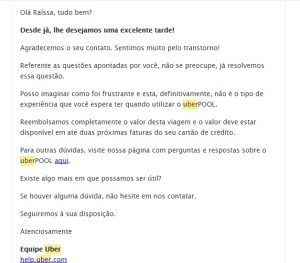 Olá Raíssa, tudo bem?
Desde já, lhe desejamos uma excelente tarde!
Agradecemos o seu contato. Sentimos muito pelo transtorno!
Referente as questões apontadas por você, não se preocupe, já resolvemos
essa questão.
Posso imaginar como foi frustrante e esta, definitivamente, não é o tipo de
experiência que você espera ter quando utilizar o uberPOOL.
Reembolsamos completamente o valor desta viagem e o valor deve estar
disponível em até duas próximas faturas do seu cartão de crédito.
Para outras dúvidas, visite nossa página com perguntas e respostas sobre o
uberPOOL aqui.
Existe algo mais em que possamos ser útil?
Se houver alguma dúvida, não hesite em nos contatar.
Seguiremos à sua disposição.
Atenciosamente
Equipe Uber
help.uber.com